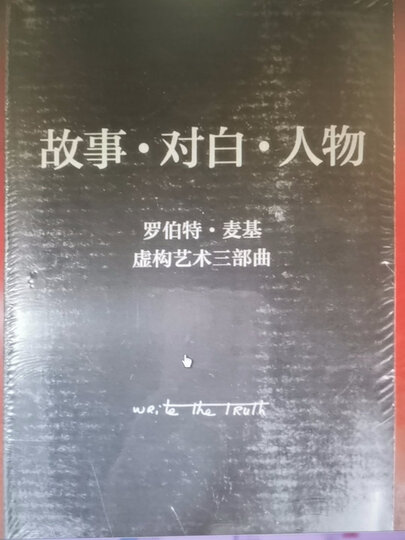 故事·对白·人物
罗伯特·麦基
虚构艺术三部曲
write the truth